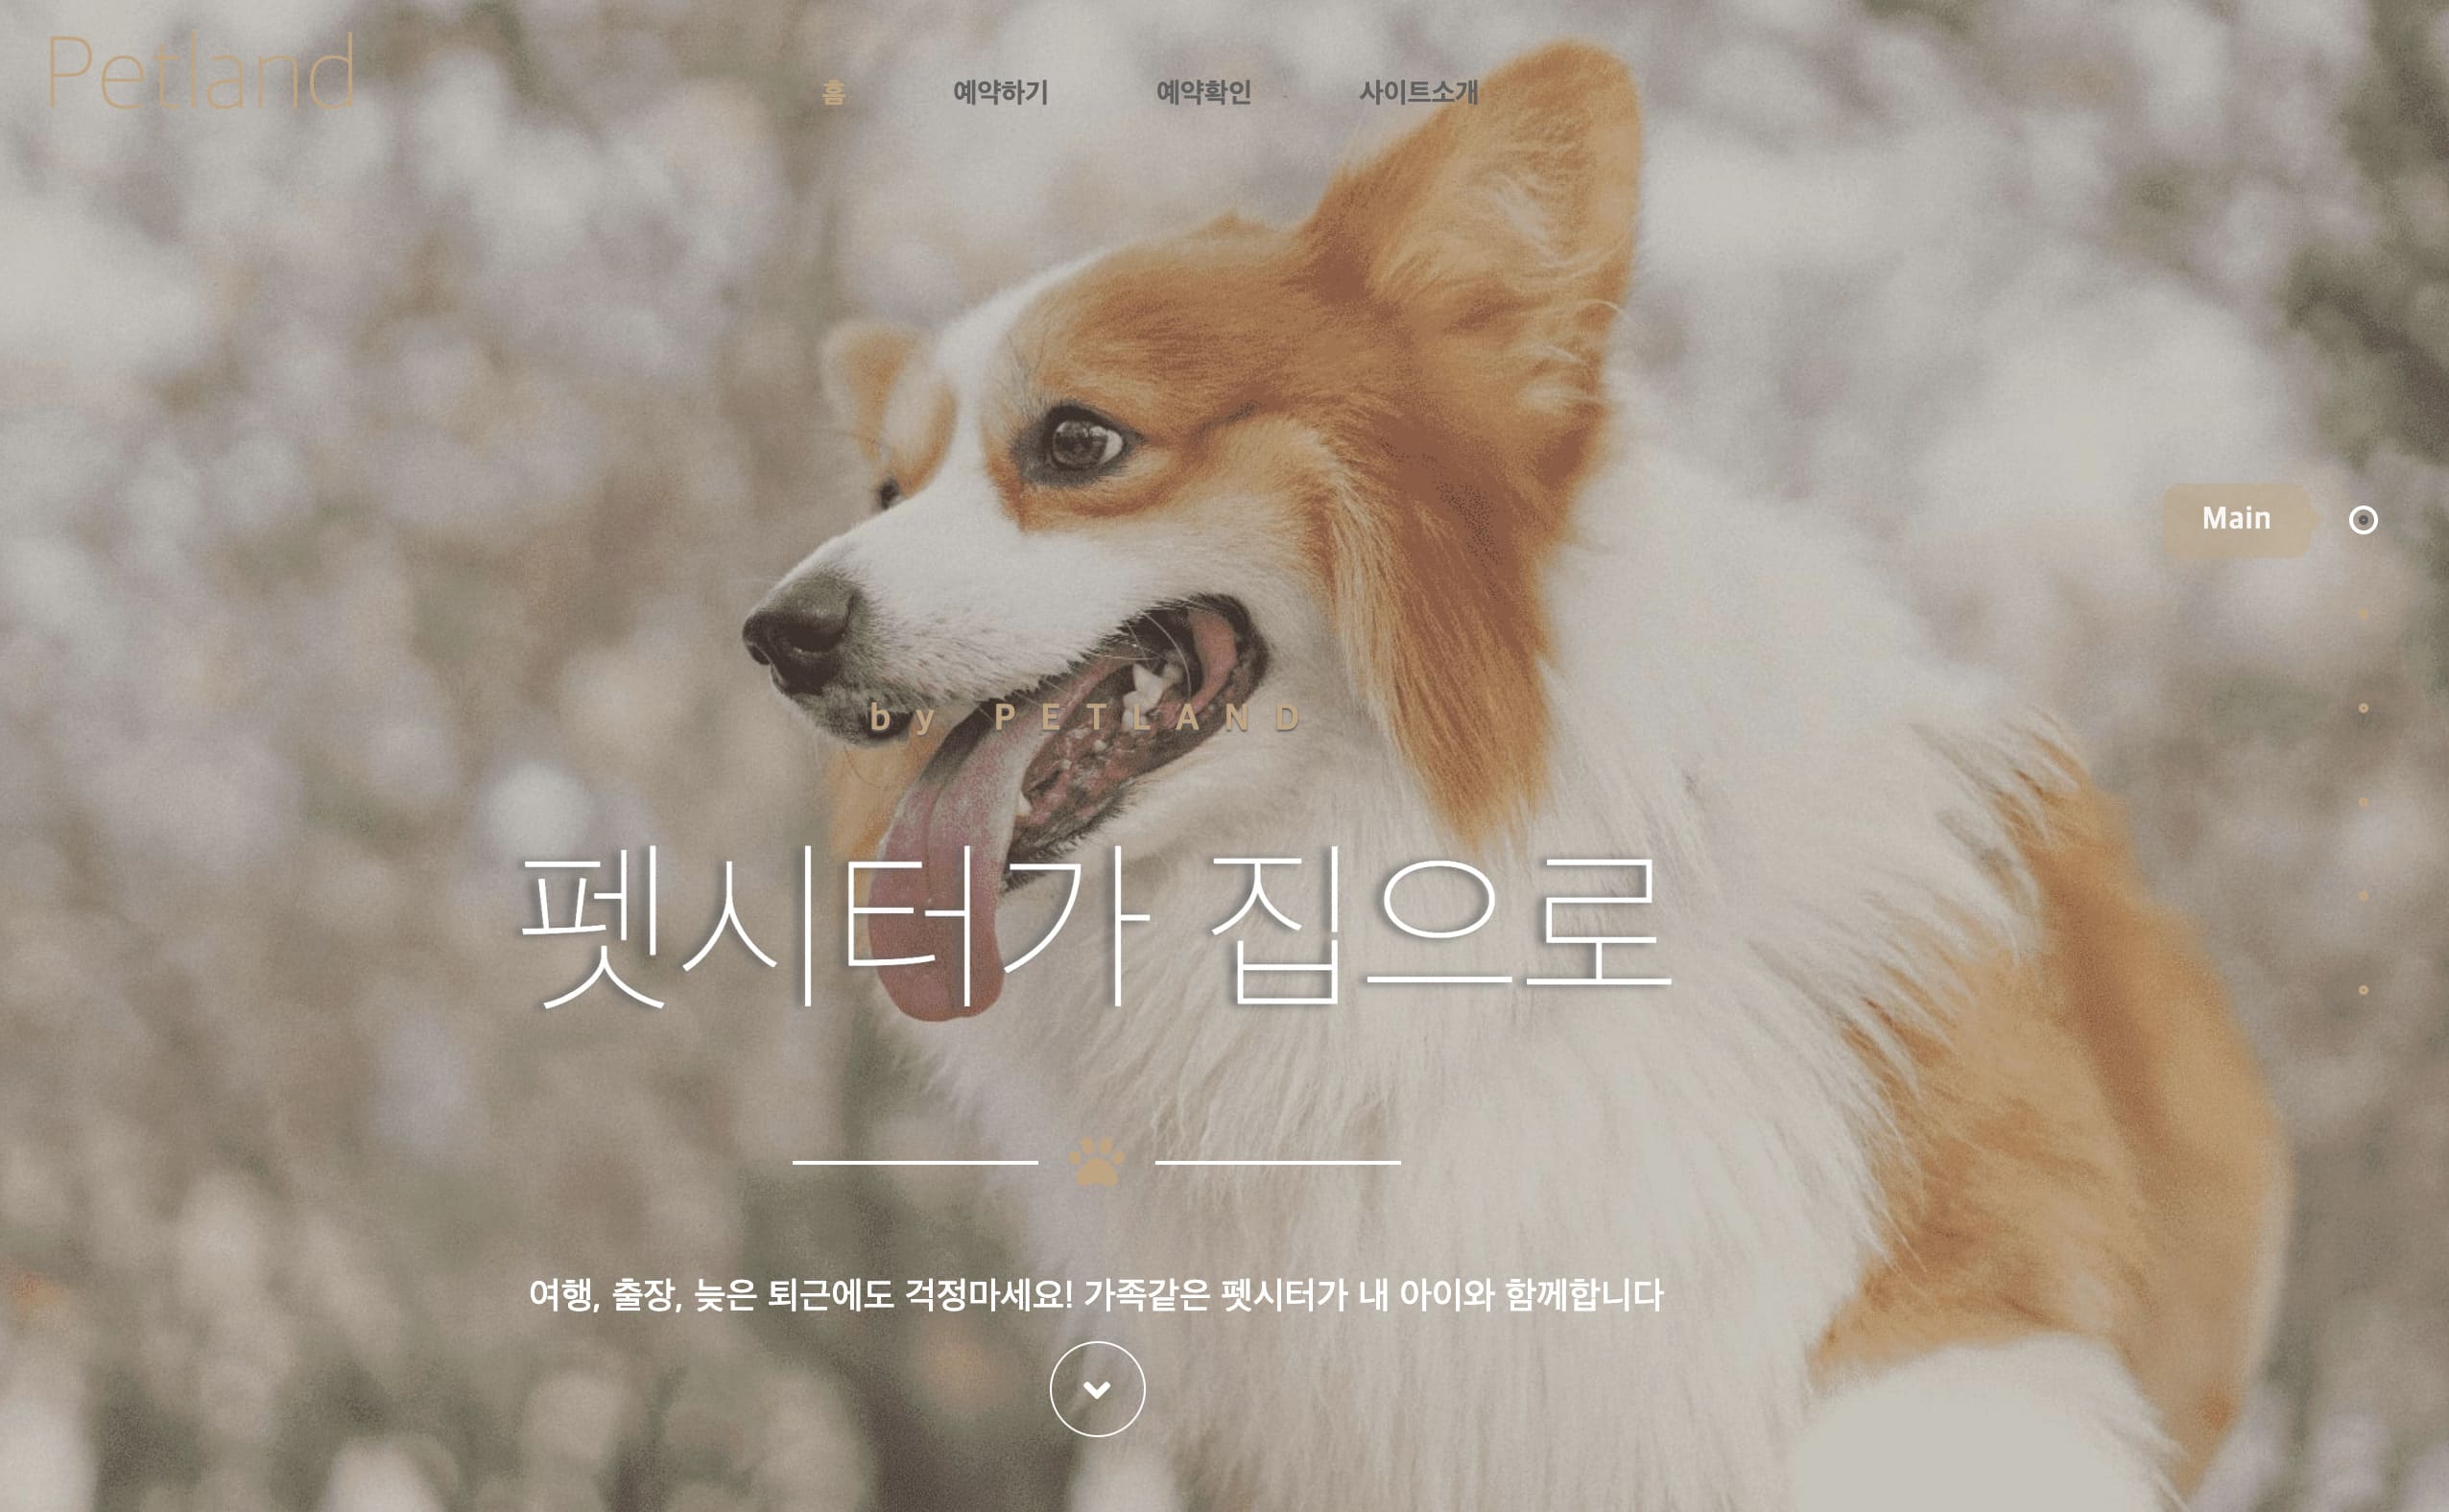 Petland
홈 예약하기 예약확인 사이트소개
Main
by PETLAND
펫시터가 집으로
여행, 출장, 늦은 퇴근에도 걱정마세요! 가족같은 펫시터가 내 아이와 함께합니다